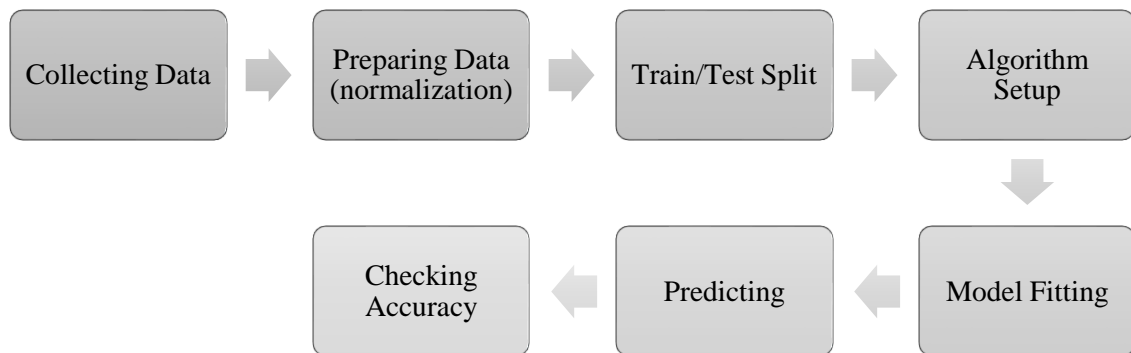 Collecting Data
Preparing Data
(normalization)
Train/Test Split
Algorithm
Setup
Model Fitting
Predicting
Checking
Accuracy